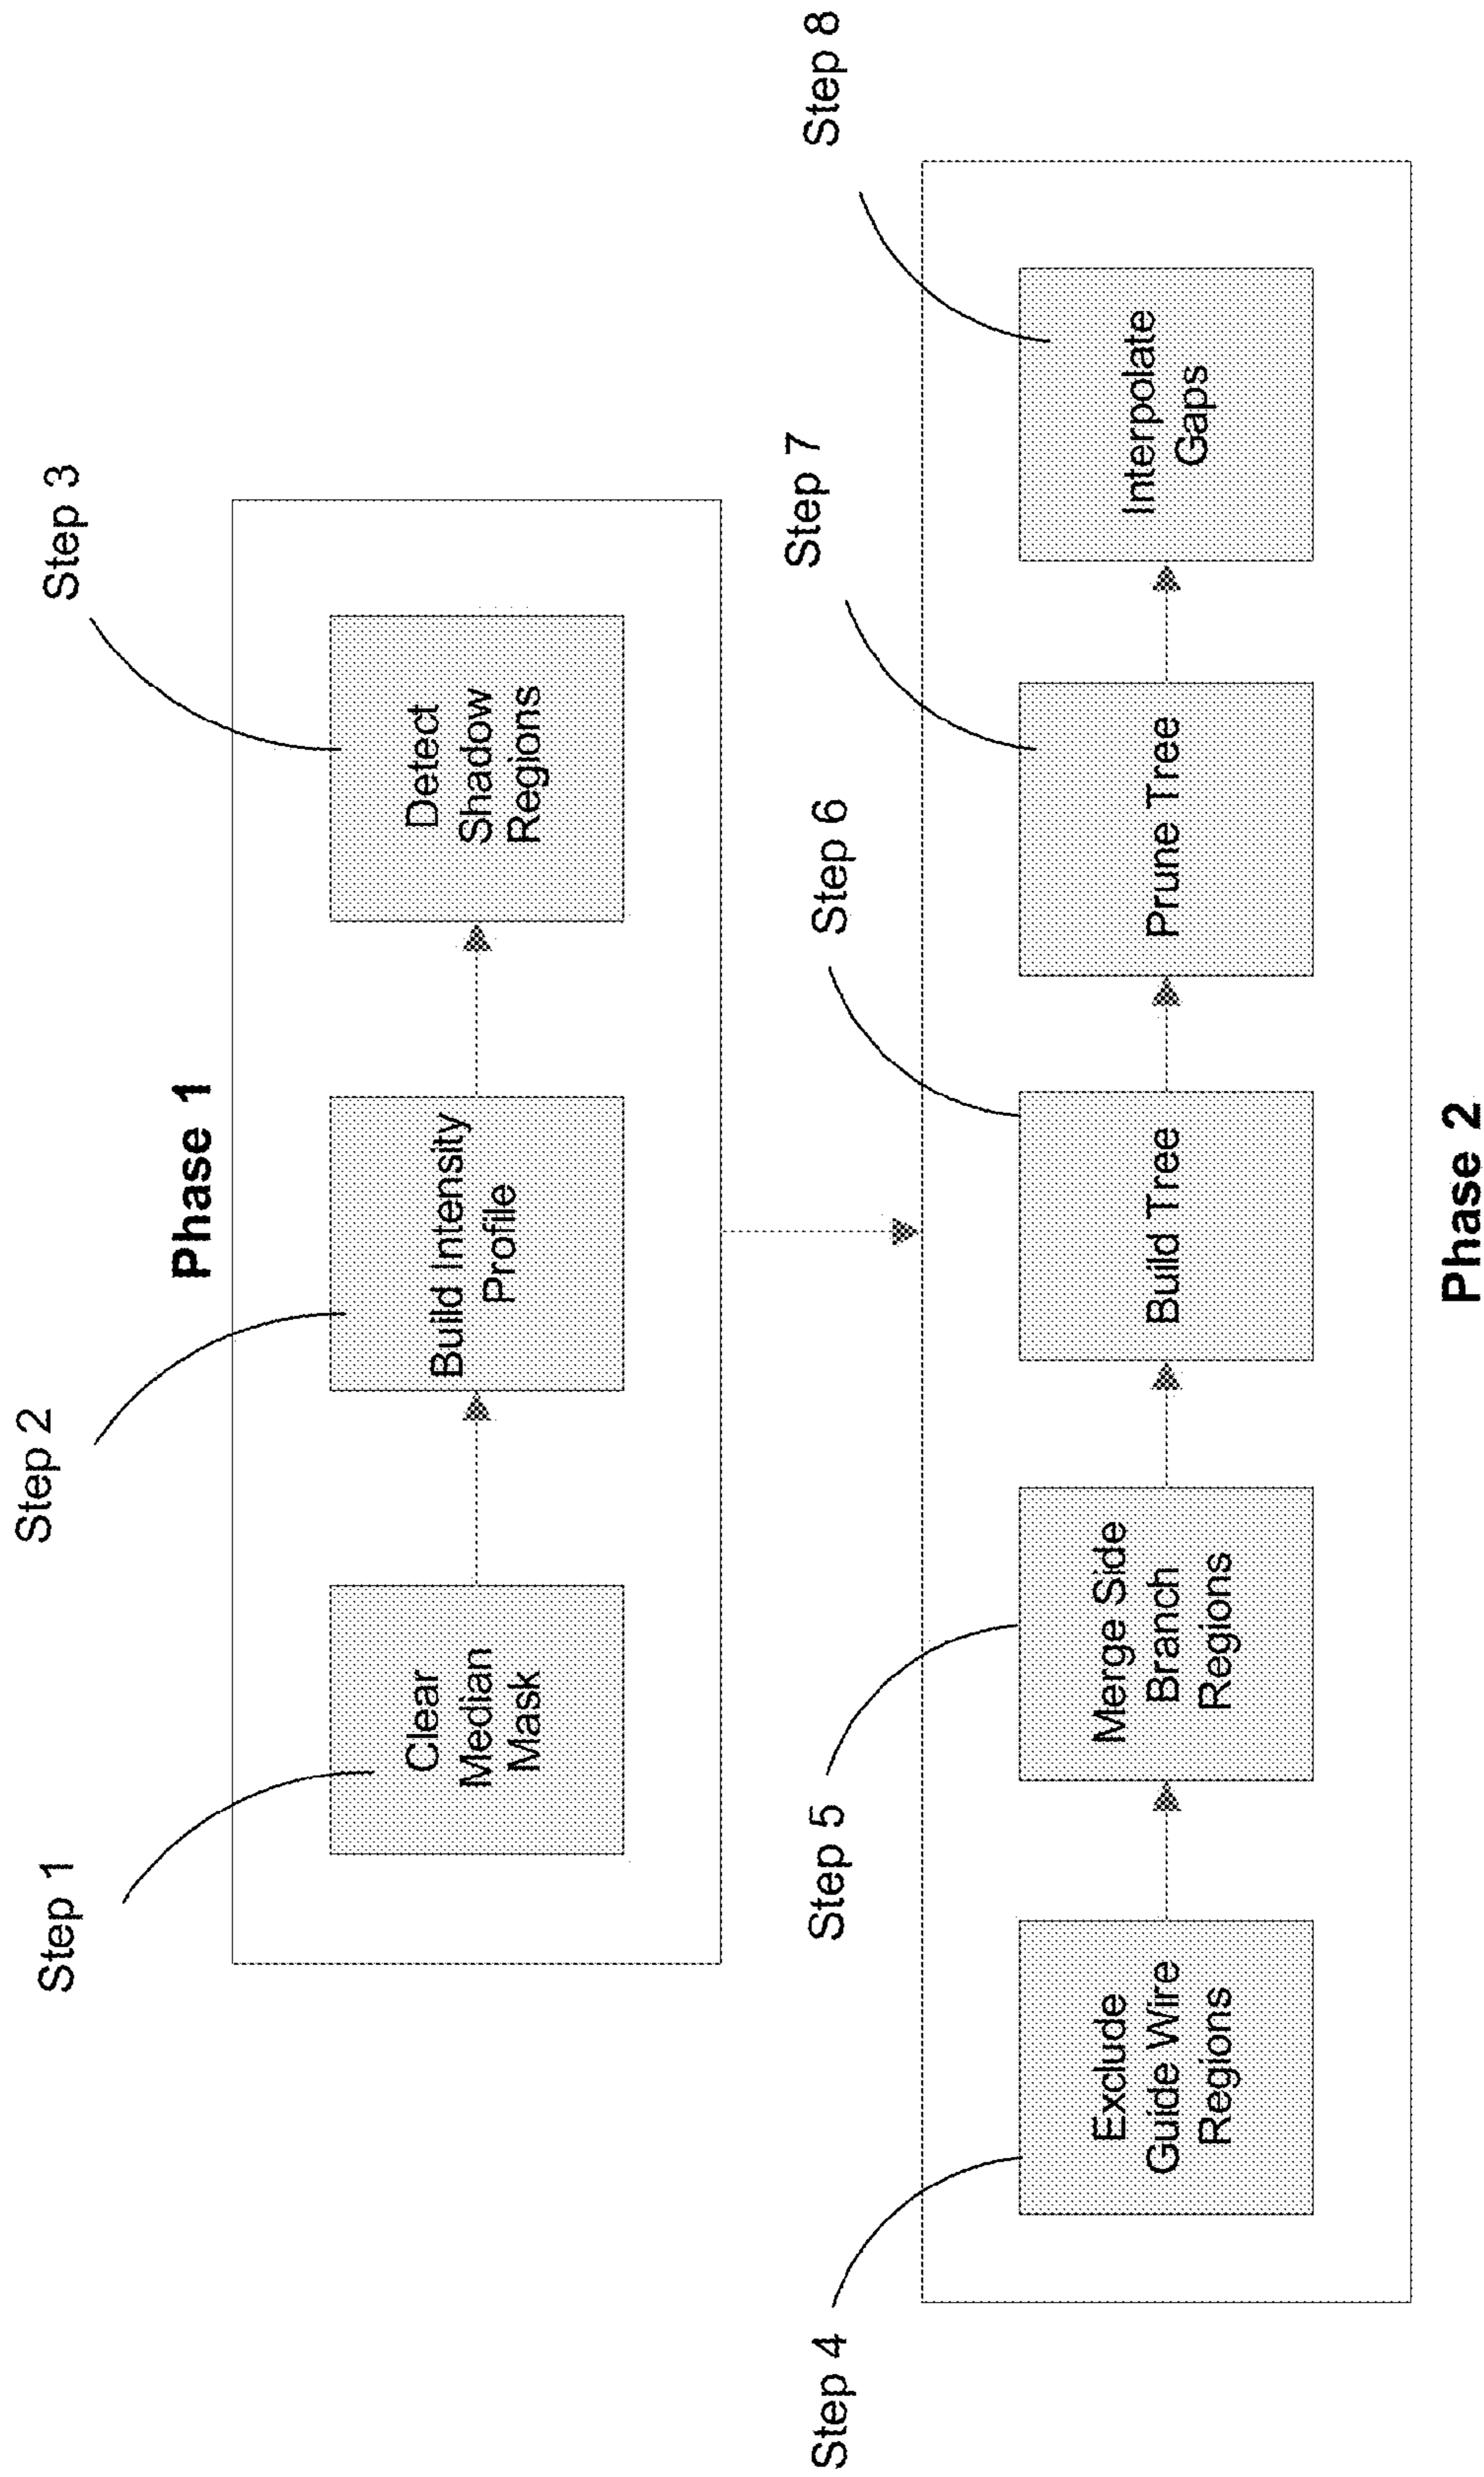 Phase 1
Step 1
Clear
Median
Mask
Step 2
Build Intensity
Profile
Step 3
Detect
Shadow
Regions
Step 4
Exclude
Guide Wire
Regions
Step 5
Merge Side
Branch
Regions
Step 6
Build Tree
Step 7
Prune Tree
Step 8
Interpolate
Gaps
Phase 2